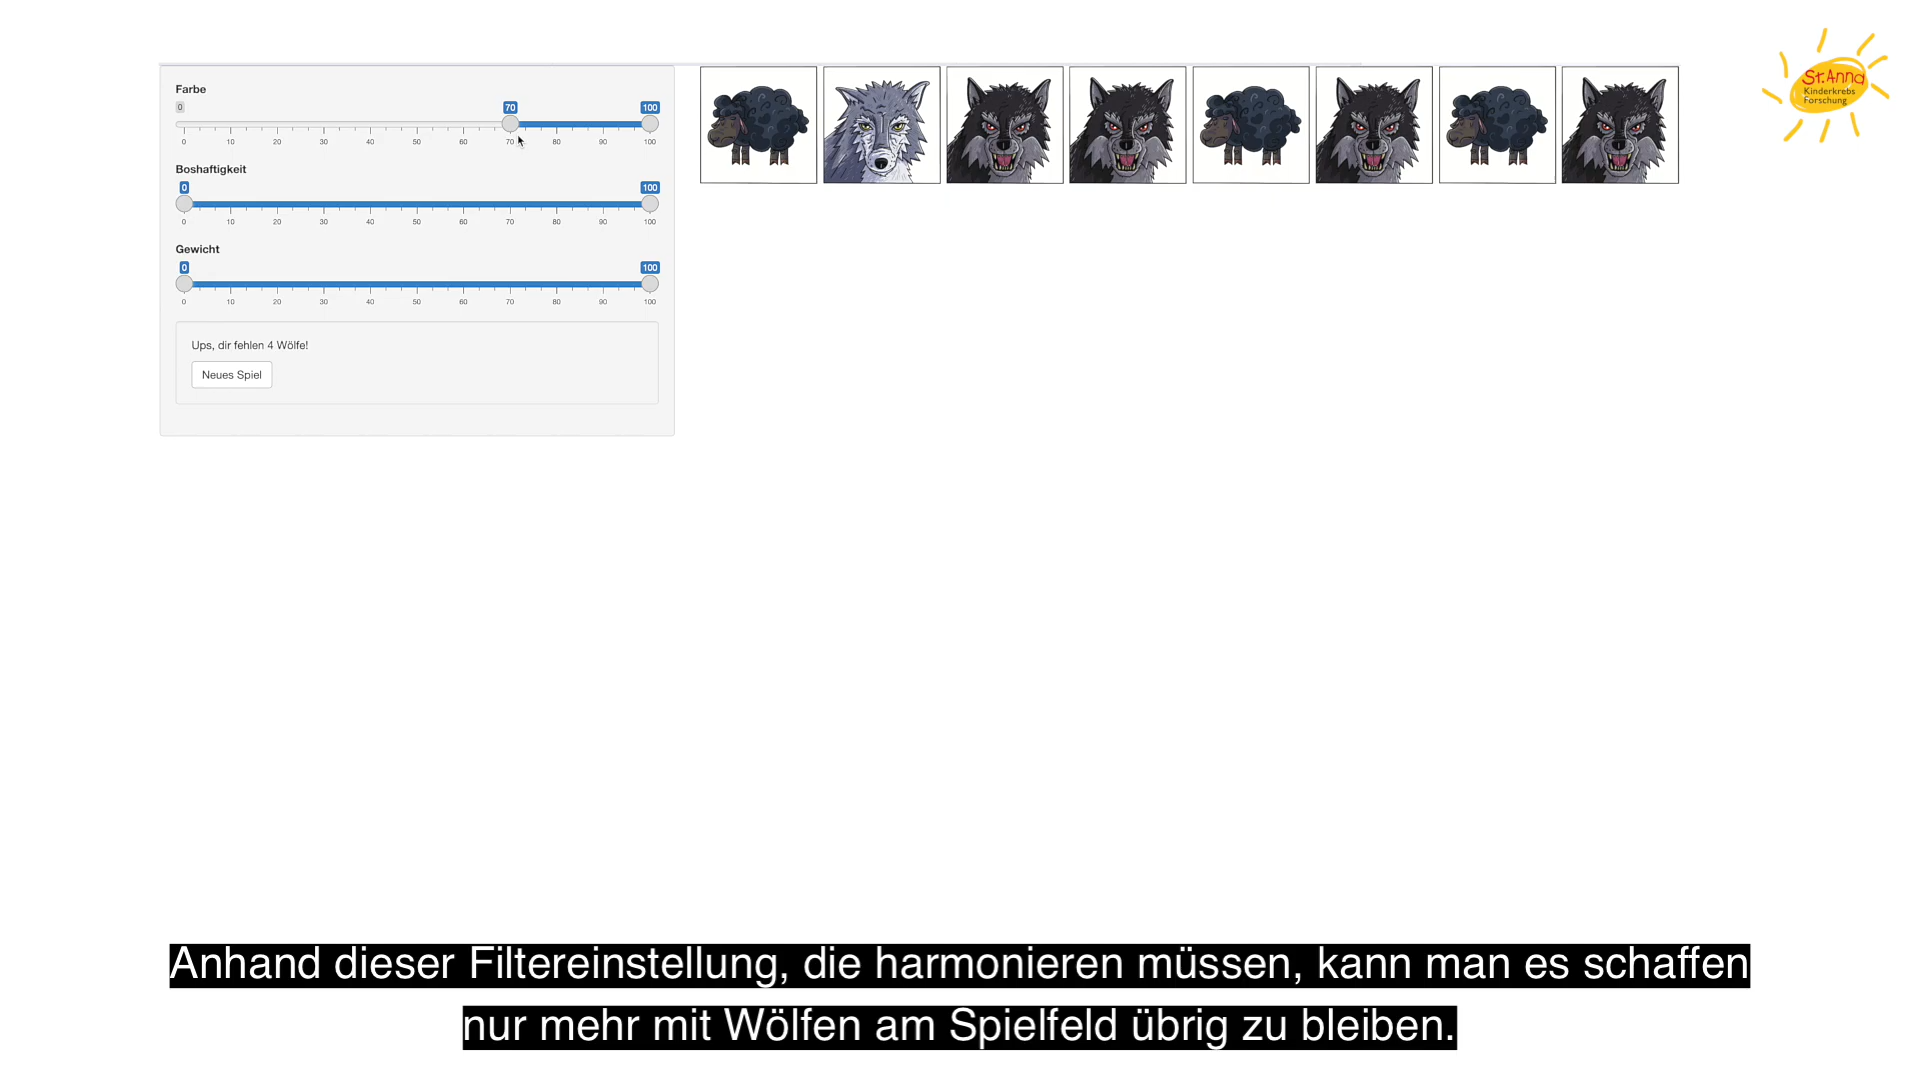 St. Anna
Kinderkrebs
Forschung
Farbe
0 70 100
0 10 20 30 40 50 60 70 80 90 100
Boshaftigkeit
0 100
0 10 20 30 40 50 60 70 80 90 100
Gewicht
0 100
0 10 20 30 40 50 60 70 80 90 100
Ups, dir fehlen 4 Wölfe!
Neues Spiel
Anhand dieser Filtereinstellung, die harmonieren müssen, kann man es schaffen
nur mehr mit Wölfen am Spielfeld übrig zu bleiben.